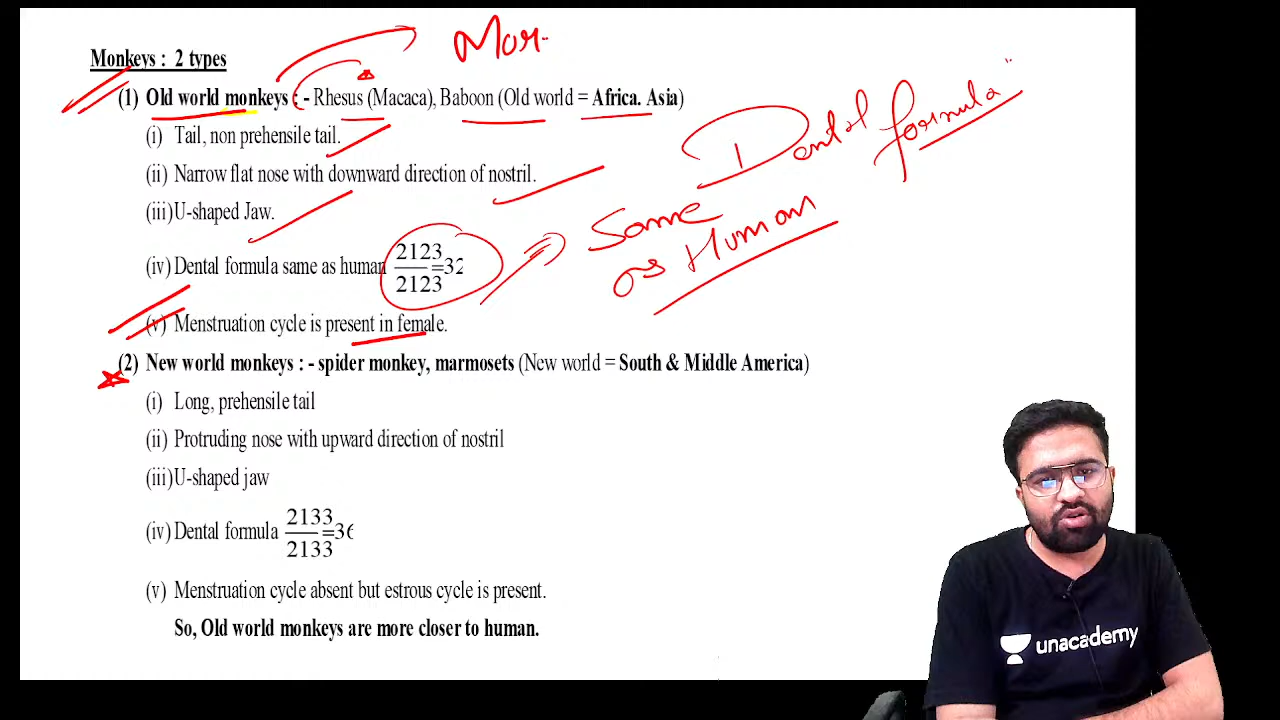 Monkeys : 2 types
Mor
(1) Old world monkeys : - Rhesus (Macaca), Baboon (Old world = Africa. Asia)
(i) Tail, non prehensile tail.
(ii) Narrow flat nose with downward direction of nostril.
(iii) U-shaped Jaw.
(iv) Dental formula same as human 2123/2123 =32
(v) Menstruation cycle is present in female.
Dental formula
Same
as Human
(2) New world monkeys : - spider monkey, marmosets (New world = South & Middle America)
(i) Long, prehensile tail
(ii) Protruding nose with upward direction of nostril
(iii) U-shaped jaw
(iv) Dental formula 2133/2133 =36
(v) Menstruation cycle absent but estrous cycle is present.
So, Old world monkeys are more closer to human.
unacademy